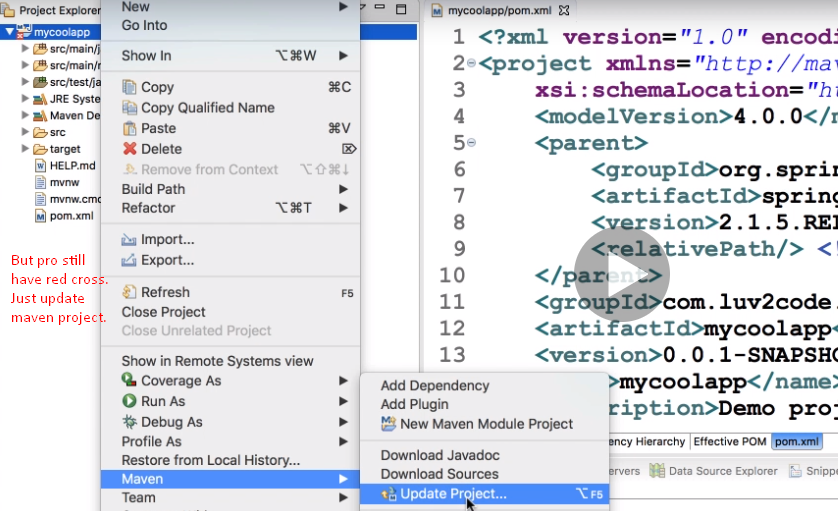 Project Explorer
mycoolapp
src/main/j
src/main/r
src/test/ja
JRE Syste
Maven De
src
target
HELP.md
mvnw
mvnw.cmd
pom.xml
But pro still
have red cross.
Just update
maven project.
New
Go Into
Show In ⌥⌘W
Copy ⌘C
Copy Qualified Name
Paste ⌘V
Delete ⌦
Remove from Context ⌥⇧⌘↓
Build Path
Refactor ⌥⌘T
Import...
Export...
Refresh F5
Close Project
Close Unrelated Project
Show in Remote Systems view
Coverage As
Run As
Debug As
Profile As
Restore from Local History...
Maven
Team
Add Dependency
Add Plugin
New Maven Module Project
Download Javadoc
Download Sources
Update Project... ⌥F5
mycoolapp/pom.xml
1 <?xml version="1.0" encodi
2 <project xmlns="http://mav
3 xsi:schemaLocation="ht
4 <modelVersion>4.0.0</m
5 <parent>
6 <groupId>org.sprin
7 <artifactId>spring
8 <version>2.1.5.REL
9 <relativePath/> <!
10 </parent>
11 <groupId>com.luv2code.
12 <artifactId>mycoolapp<
13 <version>0.0.1-SNAPSHO
>mycoolapp</name>
ription>Demo proj
ency Hierarchy Effective POM pom.xml
ervers Data Source Explorer Snippe